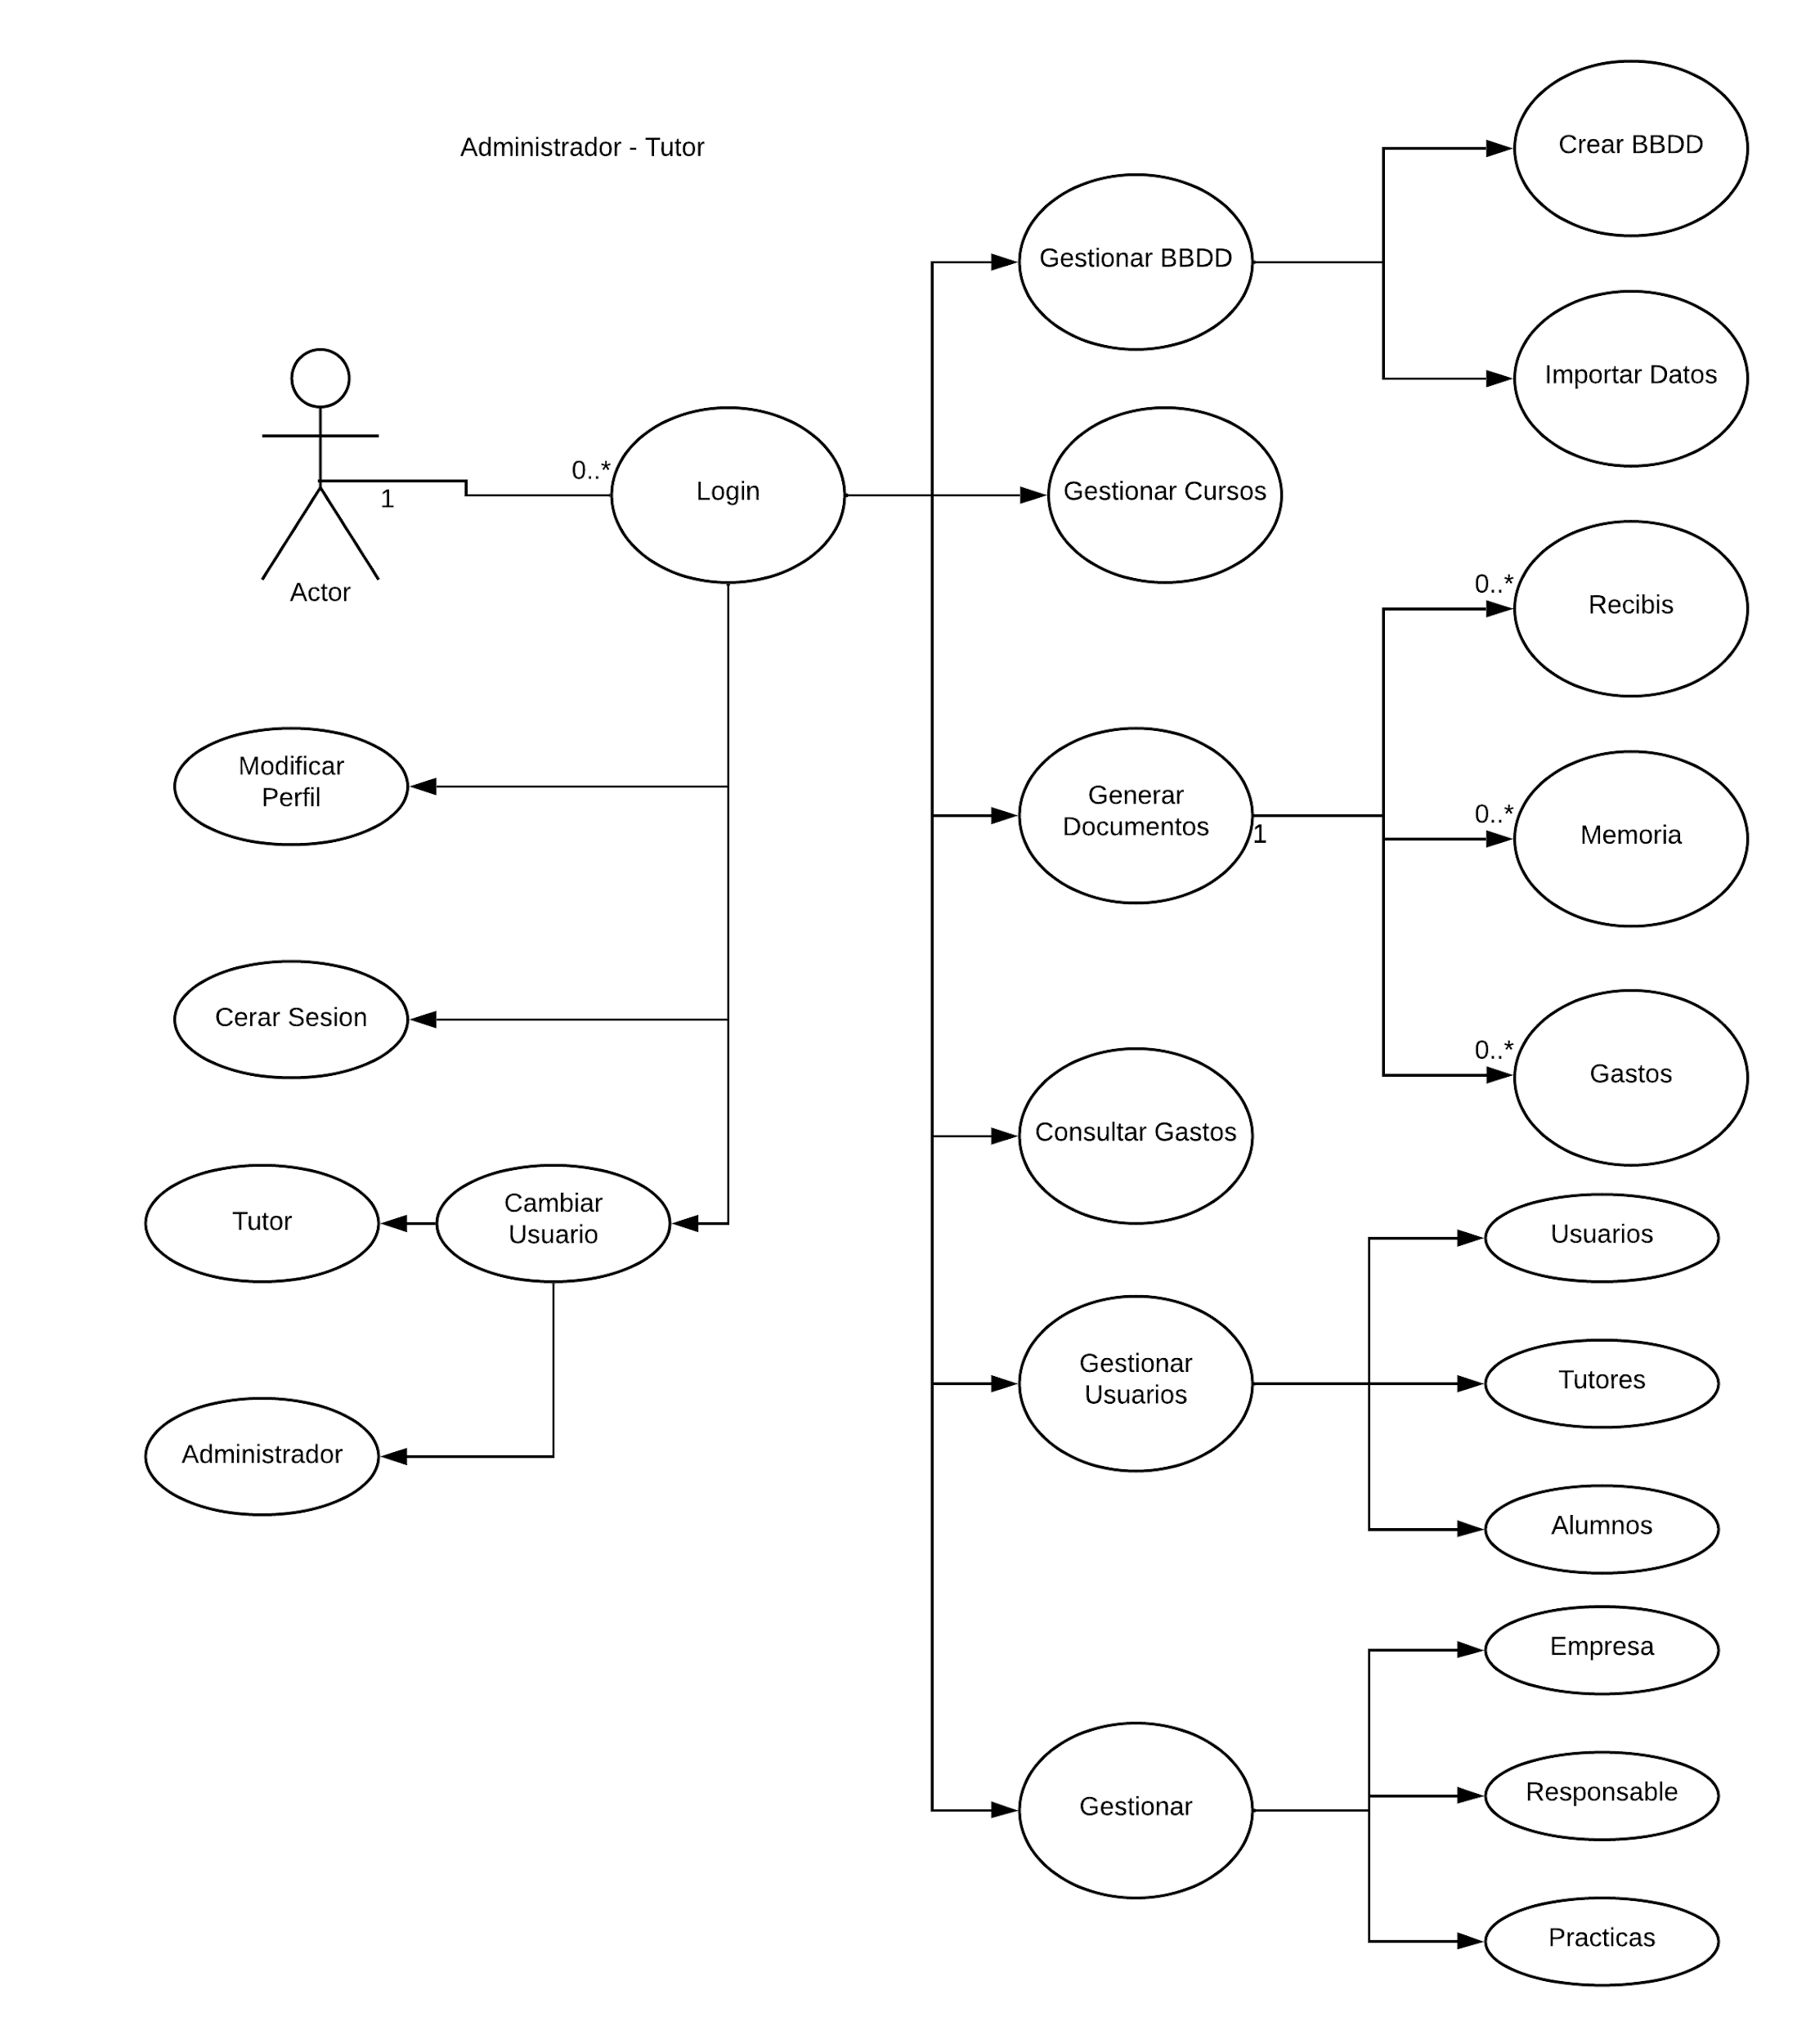 Administrador - Tutor
Crear BBDD
Gestionar BBDD
Importar Datos
0..*
1
Login
Gestionar Cursos
Actor
0..*
Recibis
Modificar
Perfil
Generar
Documentos
1
0..*
Memoria
Cerar Sesion
0..*
Gastos
Consultar Gastos
Tutor
Cambiar
Usuario
Usuarios
Gestionar
Usuarios
Tutores
Administrador
Alumnos
Empresa
Gestionar
Responsable
Practicas